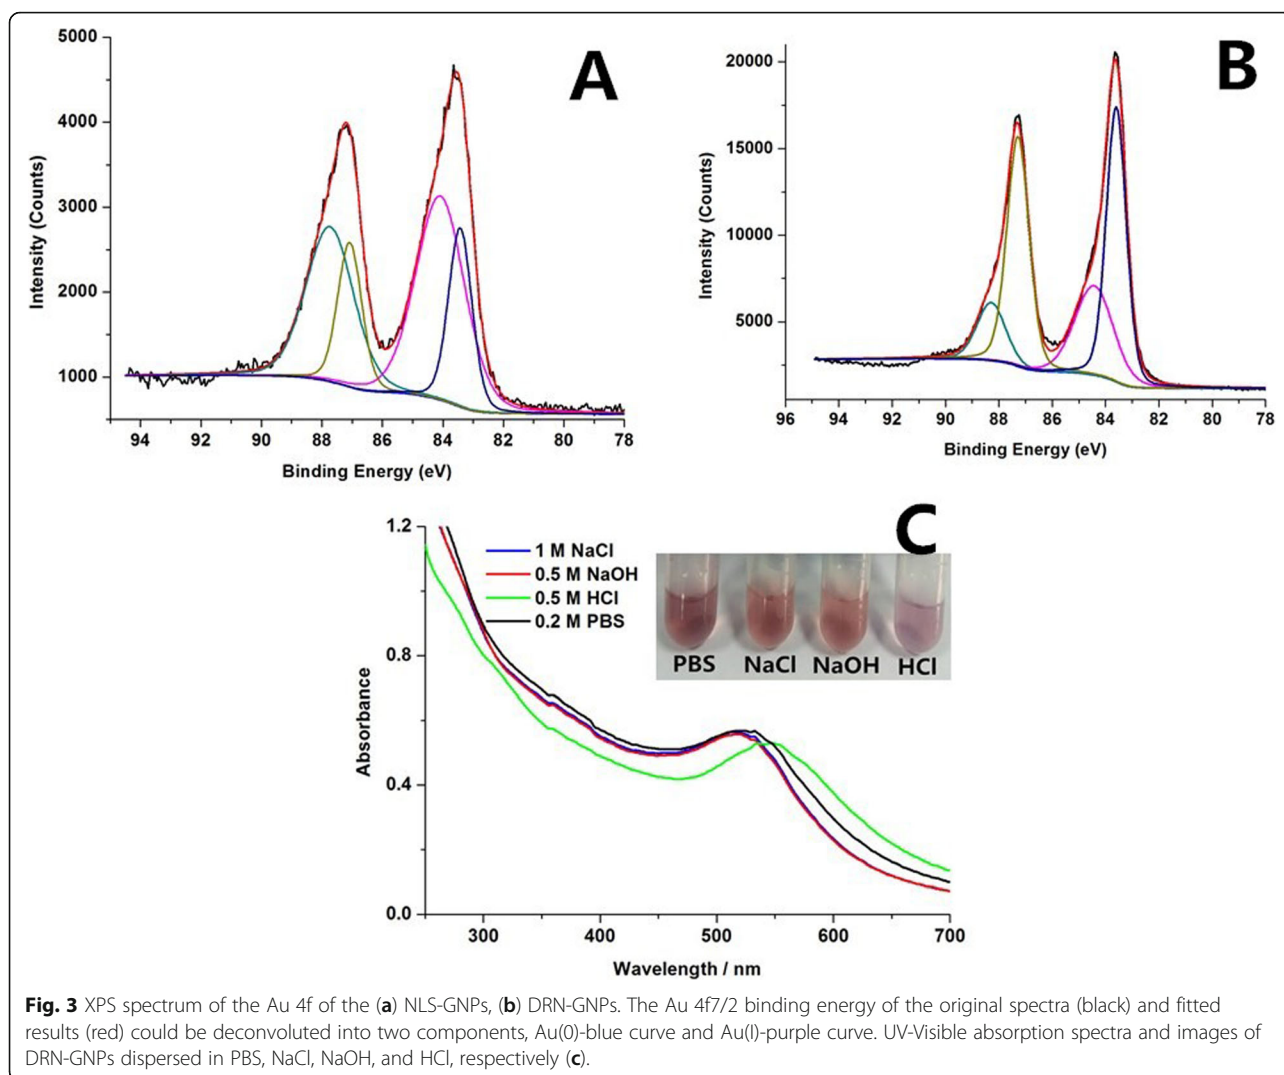 A
5000
4000
3000
2000
1000
Intensity (Counts)
94 92 90 88 86 84 82 80 78
Binding Energy (eV)
B
20000
15000
10000
5000
Intensity (Counts)
96 94 92 90 88 86 84 82 80 78
Binding Energy (eV)
C
1.2
0.8
0.4
0.0
Absorbance
1 M NaCl
0.5 M NaOH
0.5 M HCl
0.2 M PBS
PBS NaCl NaOH HCl
300 400 500 600 700
Wavelength / nm
Fig. 3 XPS spectrum of the Au 4f of the (a) NLS-GNPs, (b) DRN-GNPs. The Au 4f7/2 binding energy of the original spectra (black) and fitted
results (red) could be deconvoluted into two components, Au(0)-blue curve and Au(I)-purple curve. UV-Visible absorption spectra and images of
DRN-GNPs dispersed in PBS, NaCl, NaOH, and HCl, respectively (c).